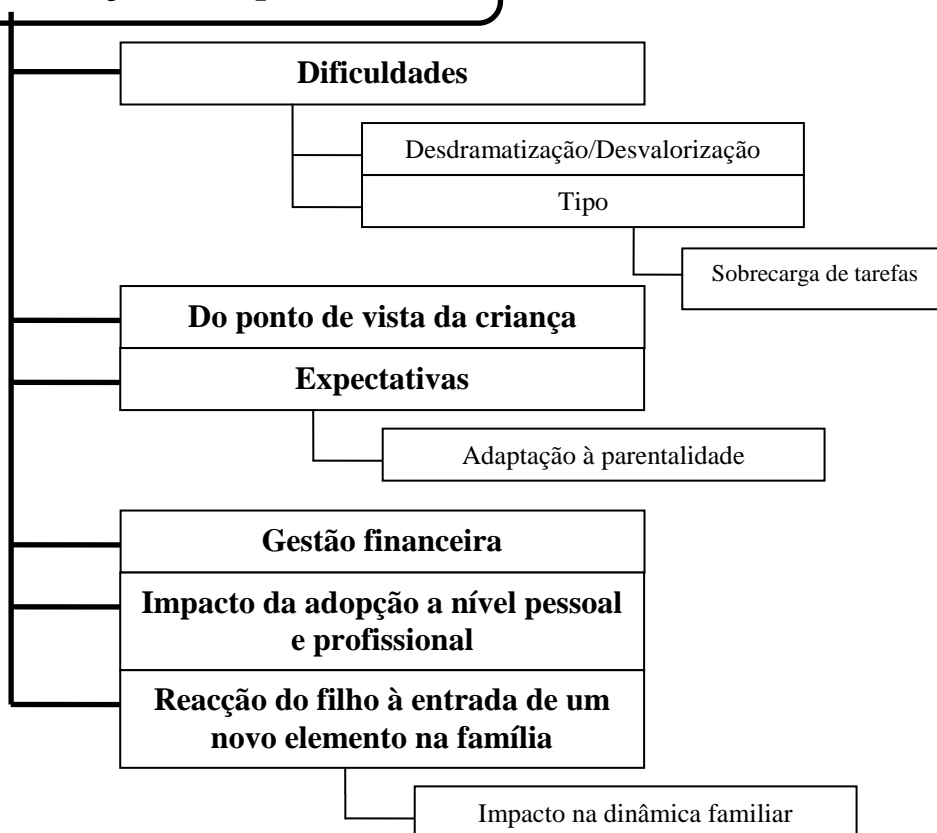 Dificuldades
Desdramatização/Desvalorização
Tipo
Sobrecarga de tarefas
Do ponto de vista da criança
Expectativas
Adaptação à parentalidade
Gestão financeira
Impacto da adopção a nível pessoal
e profissional
Reacção do filho à entrada de um
novo elemento na família
Impacto na dinâmica familiar